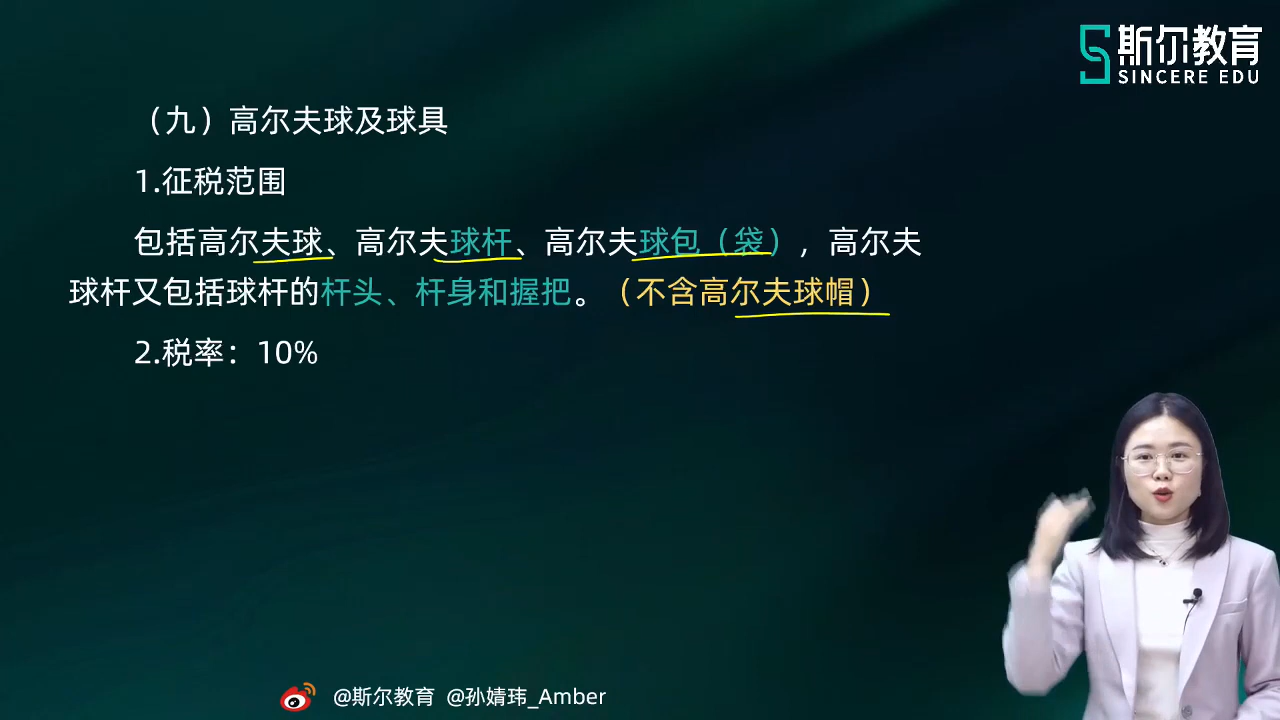 斯尔教育
SINCERE EDU
（九）高尔夫球及球具
1.征税范围
包括高尔夫球、高尔夫球杆、高尔夫球包（袋），高尔夫
球杆又包括球杆的杆头、杆身和握把。（不含高尔夫球帽）
2.税率：10%
@斯尔教育 @孙婧玮_Amber